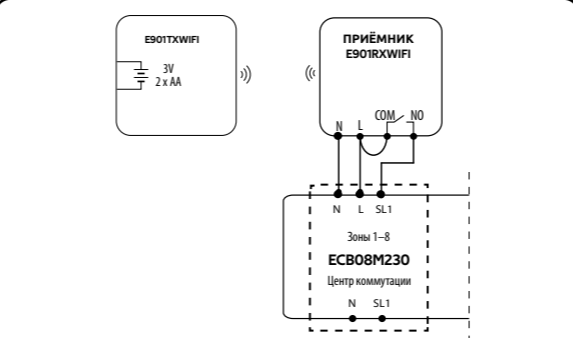 E901TXWIFI
3V
2 x AA
ПРИЁМНИК
E901RXWIFI
COM NO
N L
N L SL1
Зоны 1–8
ECB08M230
Центр коммутации
N SL1